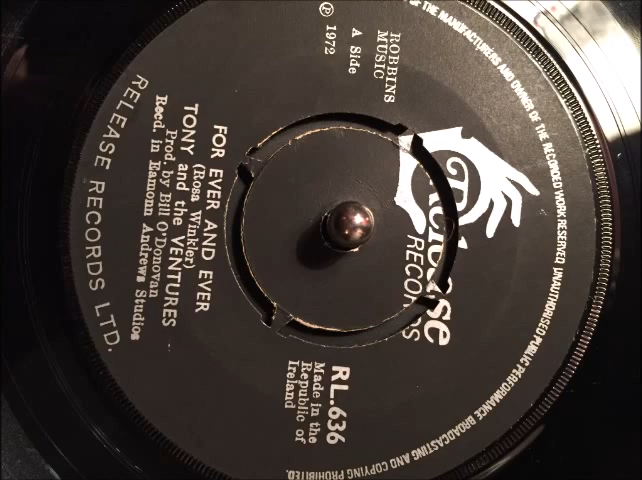 OF THE MANUFACTURERS AND OWNER OF THE RECORDED WORK RESERVED UNAUTHORISED PUBLIC PERFORMANCE BROADCASTING AND COPYING PROHIBITED.
Release
RECORDS
ROBBINS
MUSIC
A Side
Ⓟ 1972
RL.636
Made in the
Republic of
Ireland
FOR EVER AND EVER
(Rosa Winkler)
TONY and the VENTURES
Prod. by Bill O'Donovan
Recd. in Eamonn Andrews Studios
RELEASE RECORDS LTD.